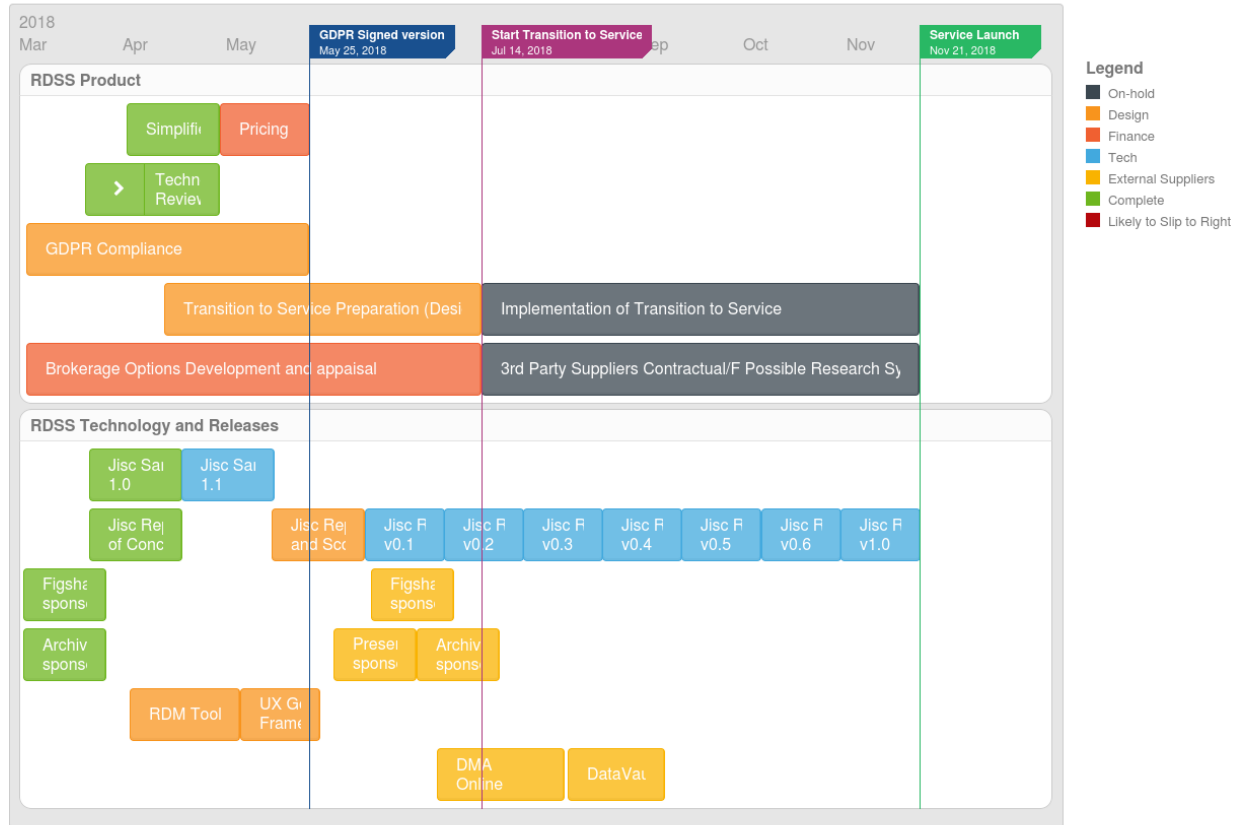 2018
Mar
Apr
May
GDPR Signed version
May 25, 2018
Start Transition to Service
Jul 14, 2018
ep
Oct
Nov
Service Launch
Nov 21, 2018
Legend
On-hold
Design
Finance
Tech
External Suppliers
Complete
Likely to Slip to Right
RDSS Product
Simplifi
Pricing
Techn
Review
GDPR Compliance
Transition to Service Preparation (Desi
Implementation of Transition to Service
Brokerage Options Development and appaisal
3rd Party Suppliers Contractual/F Possible Research Sy
RDSS Technology and Releases
Jisc Sa
1.0
Jisc Sa
1.1
Jisc Rep
of Conc
Jisc Rep
and Sco
Jisc R
v0.1
Jisc R
v0.2
Jisc R
v0.3
Jisc R
v0.4
Jisc R
v0.5
Jisc R
v0.6
Jisc R
v1.0
Figsha
spons
Figsha
spons
Archiv
spons
Preser
spons
Archiv
spons
RDM Tool
UX G
Frame
DMA
Online
DataVau